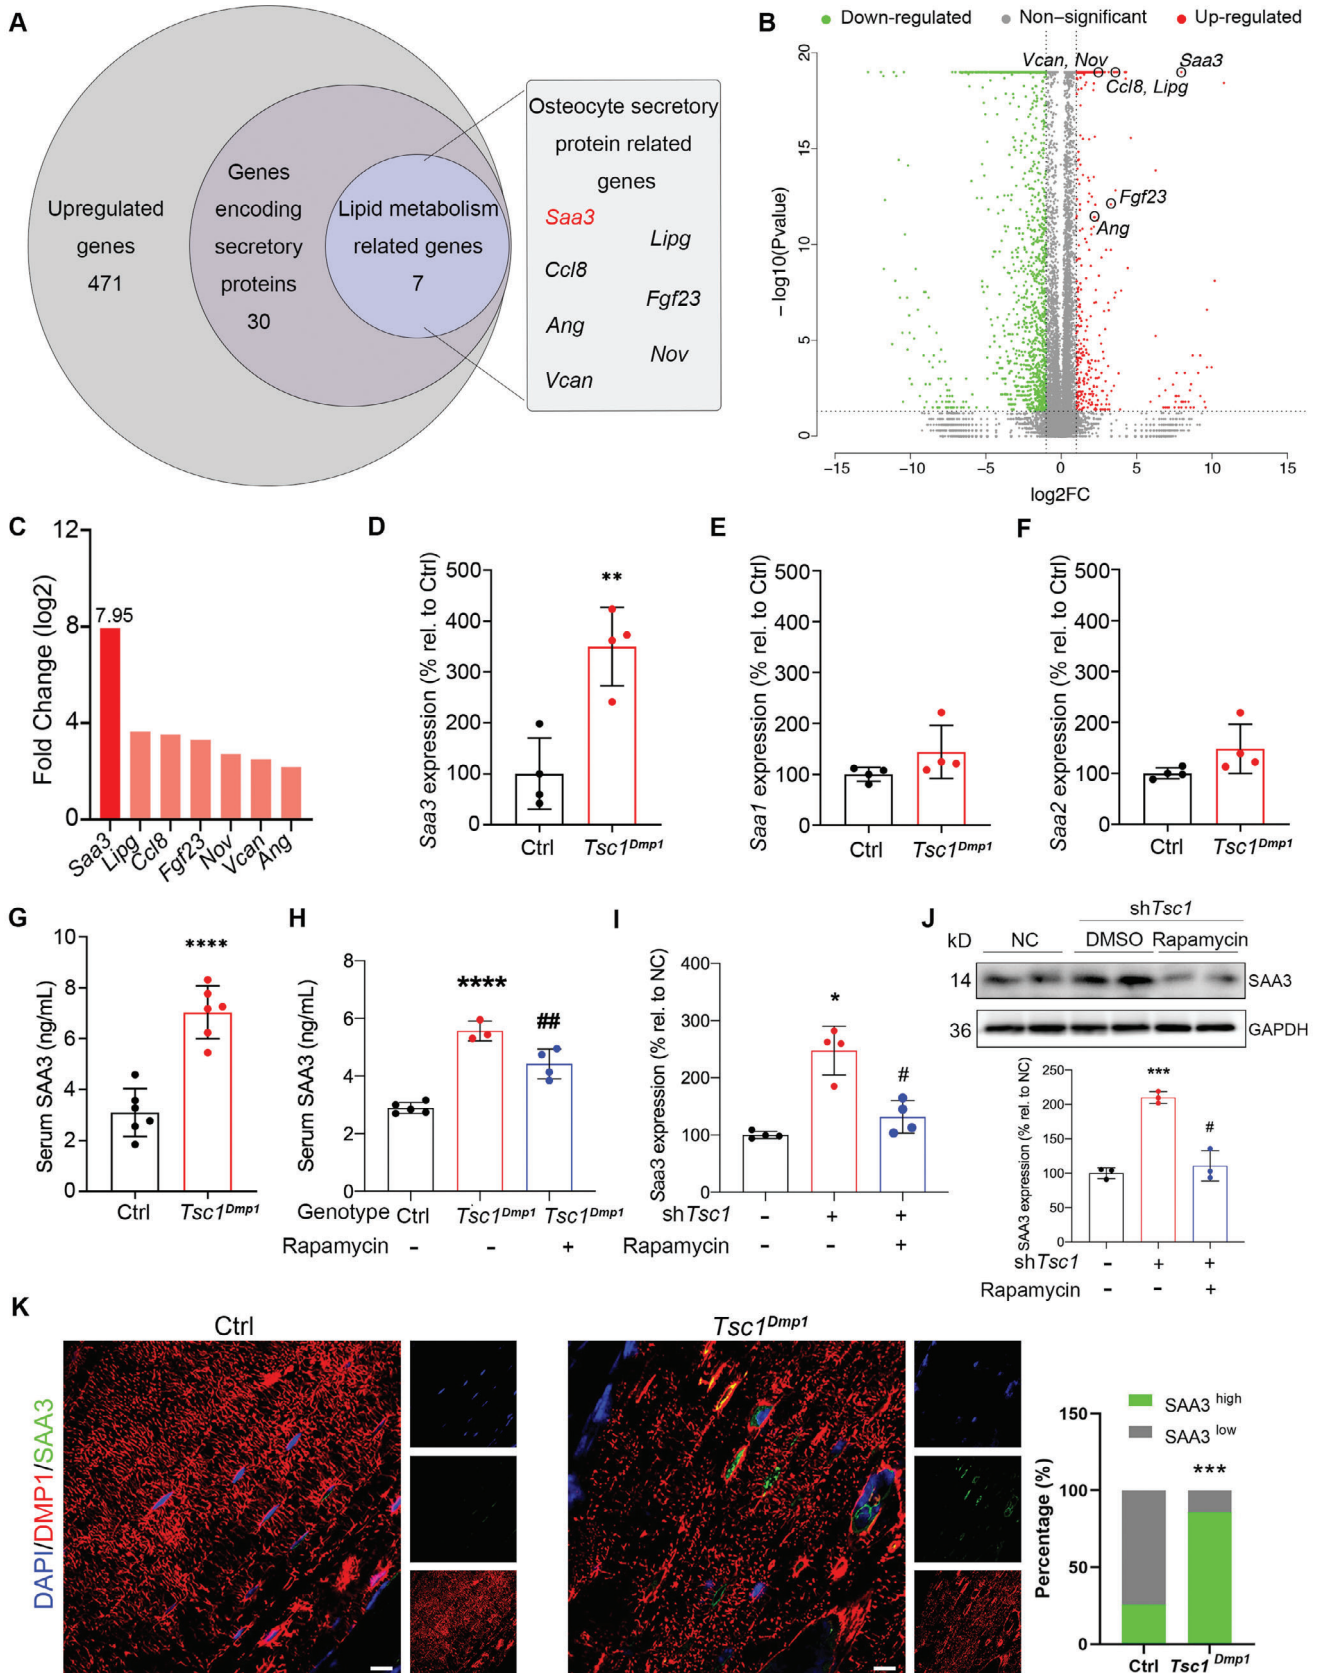 A
Upregulated
genes
471
Genes
encoding
secretory
proteins
30
Lipid metabolism
related genes
7
Osteocyte secretory
protein related
genes
Saa3
Lipg
Ccl8
Fgf23
Ang
Nov
Vcan
B
Down-regulated
Non–significant
Up-regulated
Vcan, Nov
Saa3
Ccl8, Lipg
Fgf23
Ang
– log10(Pvalue)
20
15
10
5
0
−15
−10
−5
0
5
10
15
log2FC
C
Fold Change (log2)
12
8
4
0
7.95
Saa3
Lipg
Ccl8
Fgf23
Nov
Vcan
Ang
D
Saa3 expression (% rel. to Ctrl)
500
400
300
200
100
0
**
Ctrl
Tsc1Dmp1
E
Saa1 expression (% rel. to Ctrl)
500
400
300
200
100
0
Ctrl
Tsc1Dmp1
F
Saa2 expression (% rel. to Ctrl)
500
400
300
200
100
0
Ctrl
Tsc1Dmp1
G
Serum SAA3 (ng/mL)
10
8
6
4
2
0
****
Ctrl
Tsc1Dmp1
H
Serum SAA3 (ng/mL)
8
6
4
2
0
****
##
Genotype Ctrl Tsc1Dmp1 Tsc1Dmp1
Rapamycin - - +
I
Saa3 expression (% rel. to NC)
400
300
200
100
0
*
#
shTsc1 - + +
Rapamycin - - +
J
shTsc1
kD NC DMSO Rapamycin
14 SAA3
36 GAPDH
SAA3 expression (% rel. to NC)
250
200
150
100
50
0
***
#
shTsc1 - + +
Rapamycin - - +
K
Ctrl
Tsc1Dmp1
DAPI/DMP1/SAA3
SAA3 high
SAA3 low
Percentage (%)
150
100
50
0
***
Ctrl
Tsc1 Dmp1